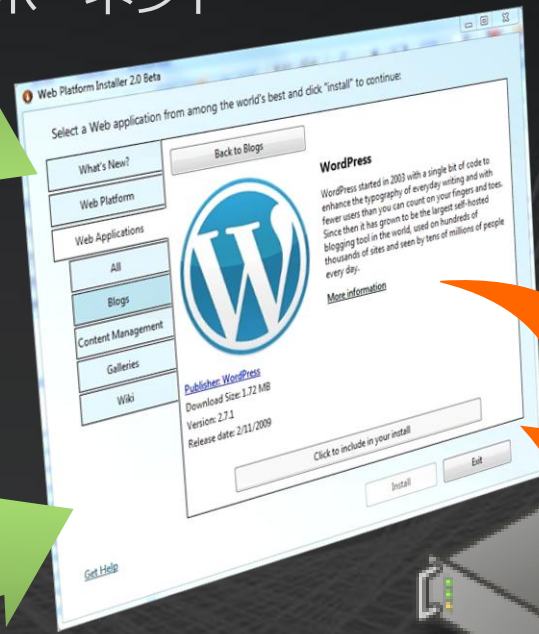 Web Platform Installer 2.0 Beta
Select a Web application from among the world's best and click "install" to continue:
What's New?
Web Platform
Web Applications
All
Blogs
Content Management
Galleries
Wiki
Back to Blogs
WordPress
WordPress started in 2003 with a single bit of code to
enhance the typography of everyday writing and with
fewer users than you can count on your fingers and toes.
Since then it has grown to be the largest self-hosted
blogging tool in the world, used on hundreds of
thousands of sites and seen by tens of millions of people
every day.
More information
Publisher: WordPress
Download Size: 1.72 MB
Version: 2.7.1
Release date: 2/11/2009
Click to include in your install
Install
Exit
Get Help